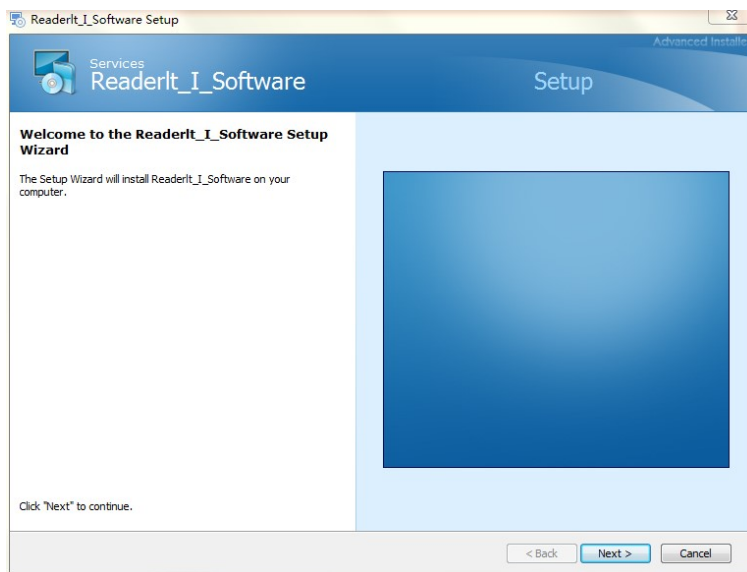 Readerlt_I_Software Setup
Advanced Installe
Services
Readerlt_I_Software
Setup
Welcome to the Readerlt_I_Software Setup
Wizard
The Setup Wizard will install Readerlt_I_Software on your
computer.
Click "Next" to continue.
< Back
Next >
Cancel